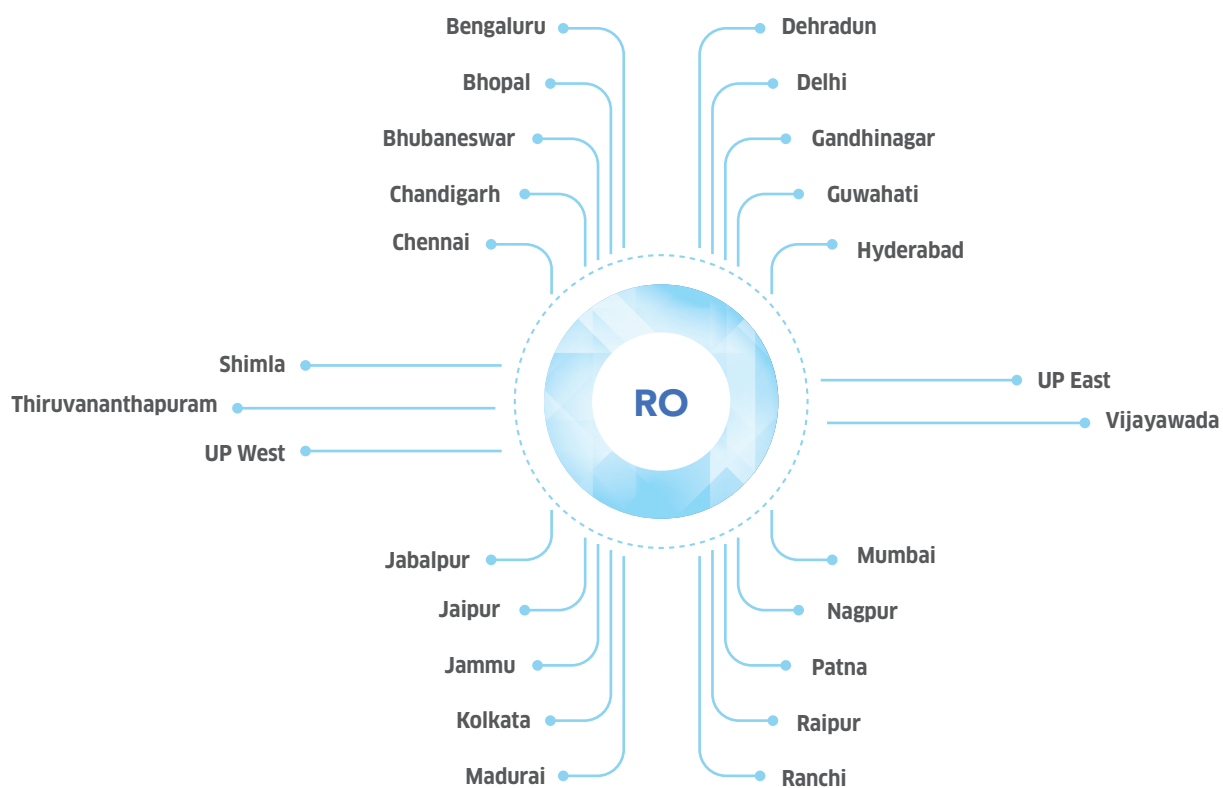 Bengaluru
Bhopal
Bhubaneswar
Chandigarh
Chennai
Dehradun
Delhi
Gandhinagar
Guwahati
Hyderabad
Shimla
Thiruvananthapuram
UP West
RO
UP East
Vijayawada
Jabalpur
Jaipur
Jammu
Kolkata
Madurai
Mumbai
Nagpur
Patna
Raipur
Ranchi